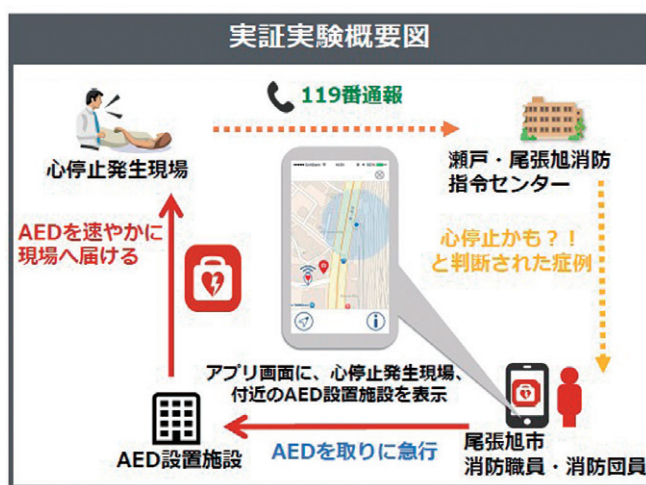 実証実験概要図
119番通報
心停止発生現場
瀬戸・尾張旭消防
指令センター
AEDを速やかに
現場へ届ける
心停止かも？！
と判断された症例
アプリ画面に、心停止発生現場、
付近のAED設置施設を表示
AED設置施設
AEDを取りに急行
尾張旭市
消防職員・消防団員